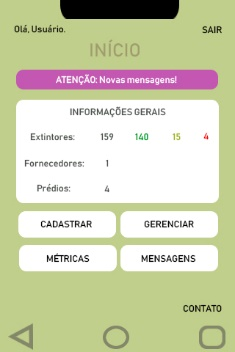 Olá, Usuário. SAIR
INÍCIO
ATENÇÃO: Novas mensagens!
INFORMAÇÕES GERAIS
Extintores: 159 140 15 4
Fornecedores: 1
Prédios: 4
CADASTRAR GERENCIAR
MÉTRICAS MENSAGENS
CONTATO